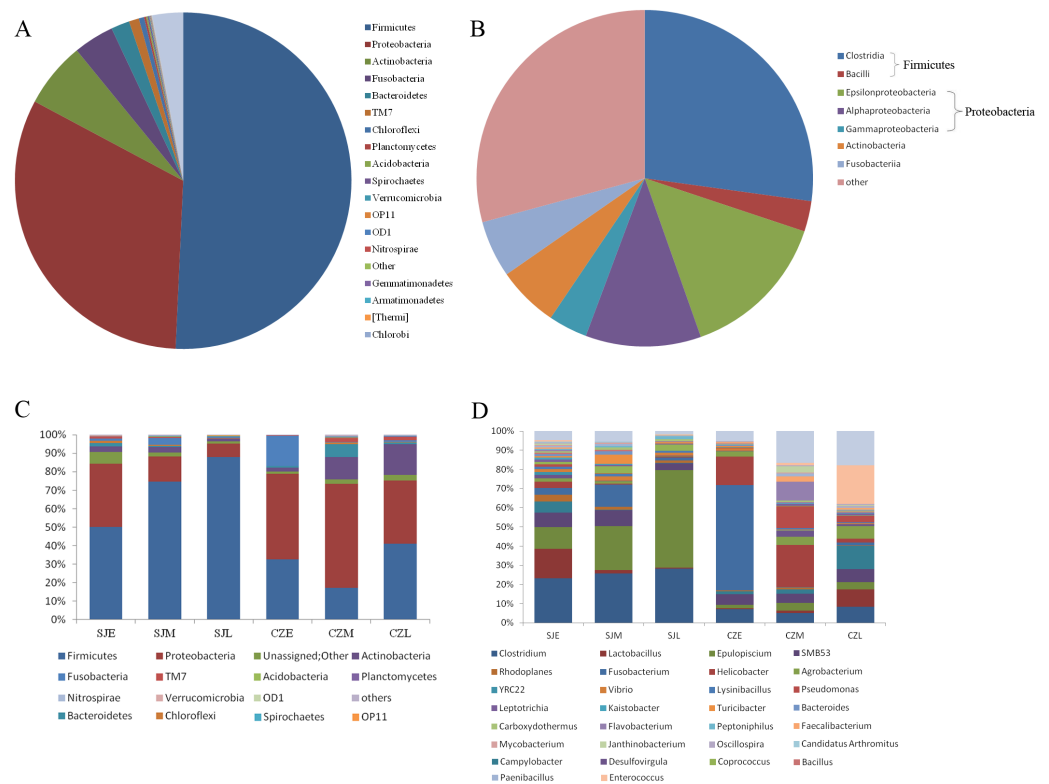 A
Firmicutes
Proteobacteria
Actinobacteria
Fusobacteria
Bacteroidetes
TM7
Chloroflexi
Planctomycetes
Acidobacteria
Spirochaetes
Verrucomicrobia
OP11
OD1
Nitrospirae
Other
Gemmatimonadetes
Armatimonadetes
[Thermi]
Chlorobi
B
Clostridia
Bacilli
Firmicutes
Epsilonproteobacteria
Alphaproteobacteria
Gammaproteobacteria
Proteobacteria
Actinobacteria
Fusobacteriia
other
C
100%
90%
80%
70%
60%
50%
40%
30%
20%
10%
0%
SJE SJM SJL CZE CZM CZL
Firmicutes Proteobacteria Unassigned;Other Actinobacteria
Fusobacteria TM7 Acidobacteria Planctomycetes
Nitrospirae Verrucomicrobia OD1 others
Bacteroidetes Chloroflexi Spirochaetes OP11
D
100%
90%
80%
70%
60%
50%
40%
30%
20%
10%
0%
SJE SJM SJL CZE CZM CZL
Clostridium Lactobacillus Epulopiscium SMB53
Rhodoplanes Fusobacterium Helicobacter Agrobacterium
YRC22 Vibrio Lysinibacillus Pseudomonas
Leptotrichia Kaistobacter Turicibacter Bacteroides
Carboxydothermus Flavobacterium Peptoniphilus Faecalibacterium
Mycobacterium Janthinobacterium Oscillospira Candidatus Arthromitus
Campylobacter Desulfovirgula Coprococcus Bacillus
Paenibacillus Enterococcus